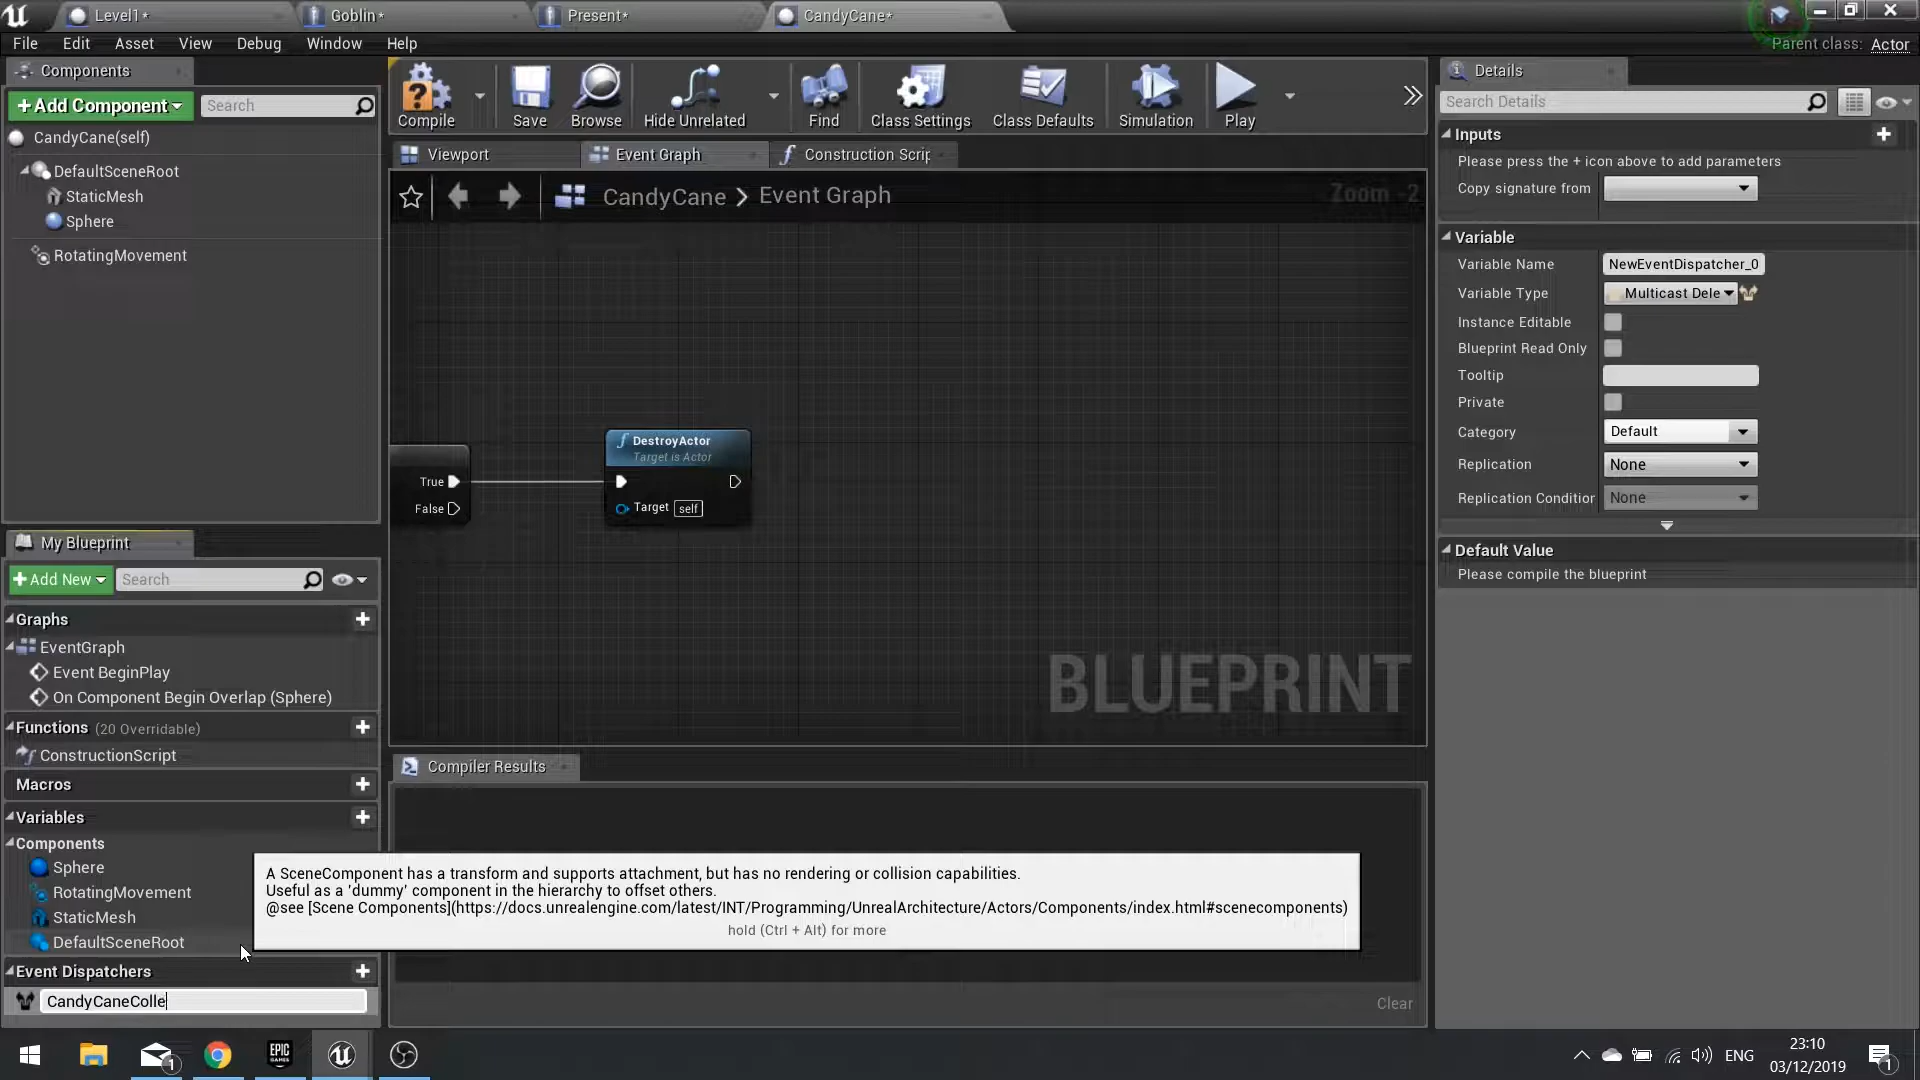 Level1*
Goblin*
Present*
CandyCane*
File Edit Asset View Debug Window Help
Parent class: Actor
Components
Add Component
Search
CandyCane(self)
DefaultSceneRoot
StaticMesh
Sphere
RotatingMovement
Compile
Save
Browse
Hide Unrelated
Find
Class Settings
Class Defaults
Simulation
Play
Viewport
Event Graph
Construction Scrip
CandyCane > Event Graph
Zoom -2
True
False
DestroyActor
Target is Actor
Target self
BLUEPRINT
Compiler Results
Clear
My Blueprint
Add New
Search
Graphs
EventGraph
Event BeginPlay
On Component Begin Overlap (Sphere)
Functions (20 Overridable)
ConstructionScript
Macros
Variables
Components
Sphere
RotatingMovement
StaticMesh
DefaultSceneRoot
Event Dispatchers
CandyCaneColle
A SceneComponent has a transform and supports attachment, but has no rendering or collision capabilities.
Useful as a 'dummy' component in the hierarchy to offset others.
@see [Scene Components](https://docs.unrealengine.com/latest/INT/Programming/UnrealArchitecture/Actors/Components/index.html#scenecomponents)
hold (Ctrl + Alt) for more
Details
Search Details
Inputs
Please press the + icon above to add parameters
Copy signature from
Variable
Variable Name NewEventDispatcher_0
Variable Type Multicast Dele
Instance Editable
Blueprint Read Only
Tooltip
Private
Category Default
Replication None
Replication Condition None
Default Value
Please compile the blueprint
EPIC
GAMES
1
ENG
23:10
03/12/2019
1